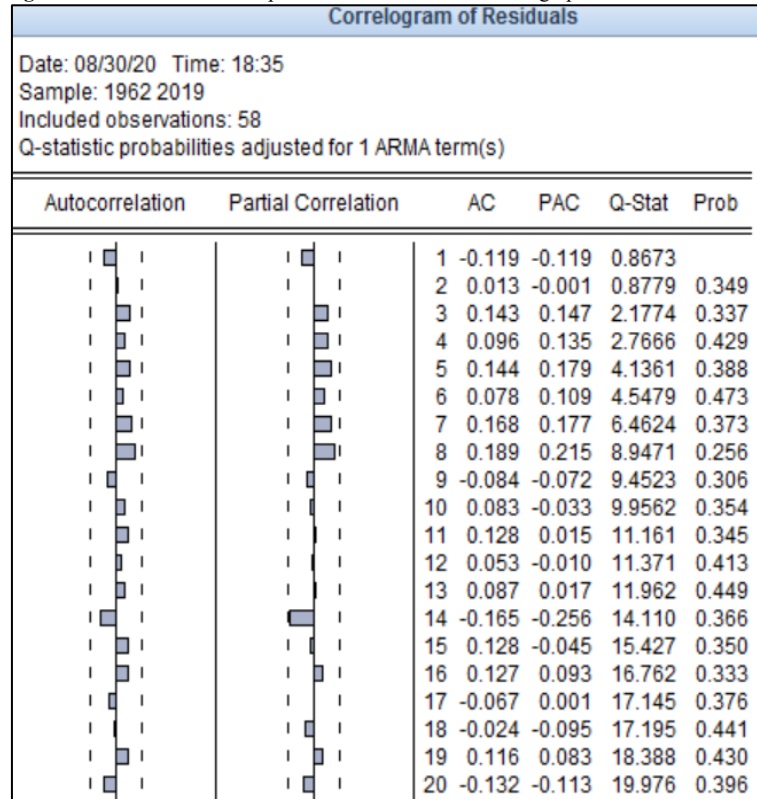 Correlogram of Residuals
Date: 08/30/20 Time: 18:35
Sample: 1962 2019
Included observations: 58
Q-statistic probabilities adjusted for 1 ARMA term(s)
Autocorrelation Partial Correlation AC PAC Q-Stat Prob
1 -0.119 -0.119 0.8673
2 0.013 -0.001 0.8779 0.349
3 0.143 0.147 2.1774 0.337
4 0.096 0.135 2.7666 0.429
5 0.144 0.179 4.1361 0.388
6 0.078 0.109 4.5479 0.473
7 0.168 0.177 6.4624 0.373
8 0.189 0.215 8.9471 0.256
9 -0.084 -0.072 9.4523 0.306
10 0.083 -0.033 9.9562 0.354
11 0.128 0.015 11.161 0.345
12 0.053 -0.010 11.371 0.413
13 0.087 0.017 11.962 0.449
14 -0.165 -0.256 14.110 0.366
15 0.128 -0.045 15.427 0.350
16 0.127 0.093 16.762 0.333
17 -0.067 0.001 17.145 0.376
18 -0.024 -0.095 17.195 0.441
19 0.116 0.083 18.388 0.430
20 -0.132 -0.113 19.976 0.396